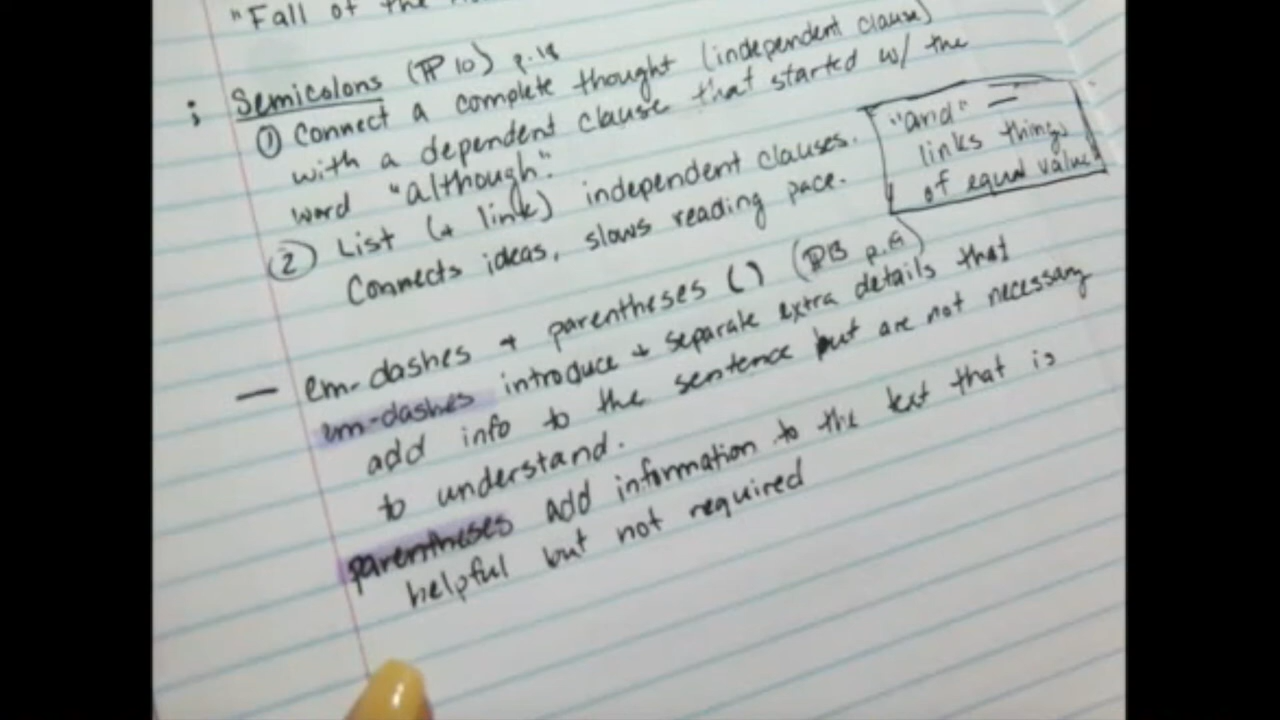 "Fall of the
; Semicolons (¶ 10) p.18
① Connect a complete thought (independent clause)
with a dependent clause that started w/ the
word "although".
② List (+ link) independent clauses.
Connects ideas, slows reading pace.
"and" =
links things
of equal value
— em-dashes + parentheses () (PB p.6)
em-dashes introduce + separate extra details that
add info to the sentence but are not necessary
to understand.
parentheses add information to the text that is
helpful but not required